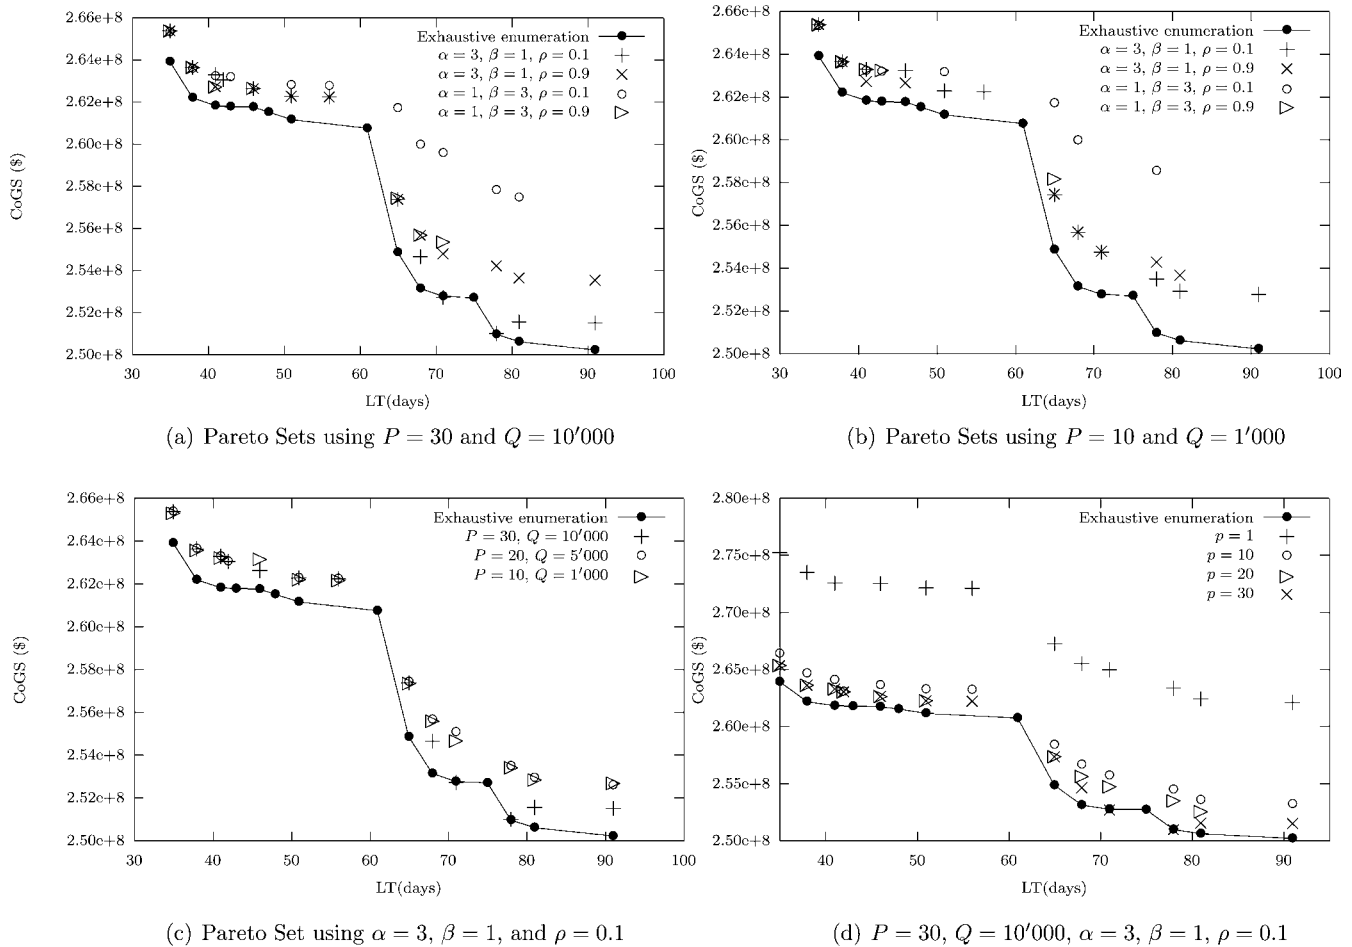 2.66e+8
2.64e+8
2.62e+8
2.60e+8
2.58e+8
2.56e+8
2.54e+8
2.52e+8
2.50e+8
CoGS ($)
Exhaustive enumeration
α = 3, β = 1, ρ = 0.1
α = 3, β = 1, ρ = 0.9
α = 1, β = 3, ρ = 0.1
α = 1, β = 3, ρ = 0.9
30 40 50 60 70 80 90 100
LT(days)
(a) Pareto Sets using P = 30 and Q = 10′000
2.66e+8
2.64e+8
2.62e+8
2.60e+8
2.58e+8
2.56e+8
2.54e+8
2.52e+8
2.50e+8
CoGS ($)
Exhaustive enumeration
α = 3, β = 1, ρ = 0.1
α = 3, β = 1, ρ = 0.9
α = 1, β = 3, ρ = 0.1
α = 1, β = 3, ρ = 0.9
30 40 50 60 70 80 90 100
LT(days)
(b) Pareto Sets using P = 10 and Q = 1′000
2.66e+8
2.64e+8
2.62e+8
2.60e+8
2.58e+8
2.56e+8
2.54e+8
2.52e+8
2.50e+8
CoGS ($)
Exhaustive enumeration
P = 30, Q = 10′000
P = 20, Q = 5′000
P = 10, Q = 1′000
30 40 50 60 70 80 90 100
LT(days)
(c) Pareto Set using α = 3, β = 1, and ρ = 0.1
2.80e+8
2.75e+8
2.70e+8
2.65e+8
2.60e+8
2.55e+8
2.50e+8
CoGS ($)
Exhaustive enumeration
p = 1
p = 10
p = 20
p = 30
40 50 60 70 80 90
LT(days)
(d) P = 30, Q = 10′000, α = 3, β = 1, ρ = 0.1